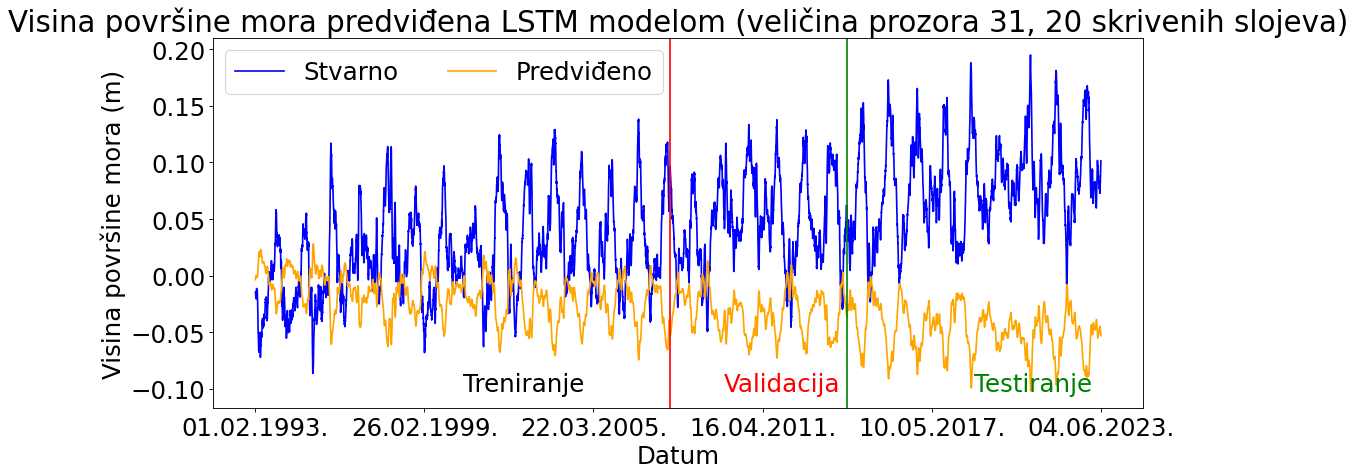 Visina površine mora predviđena LSTM modelom (veličina prozora 31, 20 skrivenih slojeva)
Visina površine mora (m)
0.20
0.15
0.10
0.05
0.00
−0.05
−0.10
Stvarno
Predviđeno
Treniranje
Validacija
Testiranje
01.02.1993.
26.02.1999.
22.03.2005.
16.04.2011.
10.05.2017.
04.06.2023.
Datum